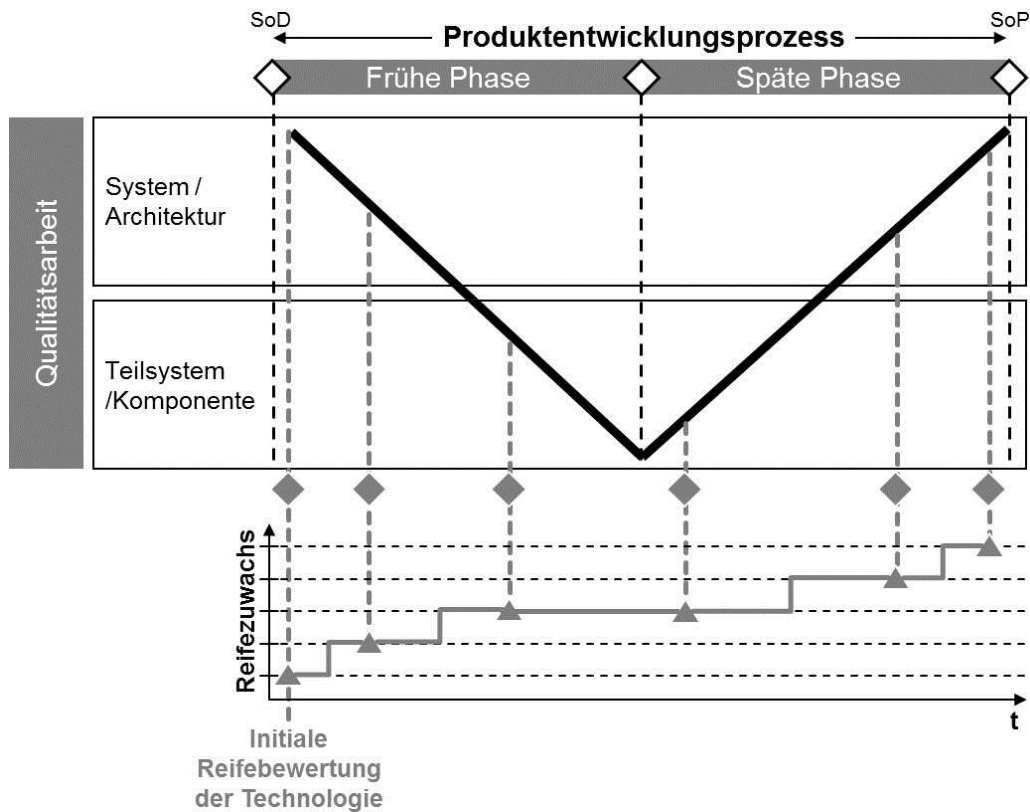 SoD
SoP
Produktentwicklungsprozess
Frühe Phase
Späte Phase
Qualitätsarbeit
System /
Architektur
Teilsystem
/Komponente
Reifezuwachs
t
Initiale
Reifebewertung
der Technologie